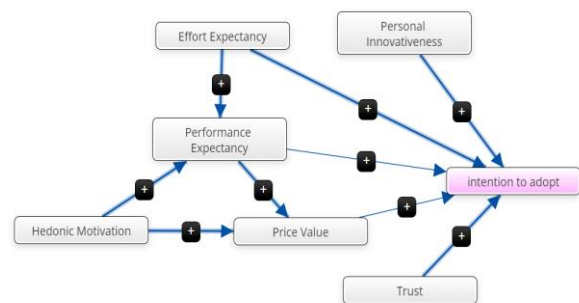 Effort Expectancy
Personal
Innovativeness
+
+
+
Performance
Expectancy
+
intention to adopt
+
+
+
Hedonic Motivation
+
Price Value
+
Trust